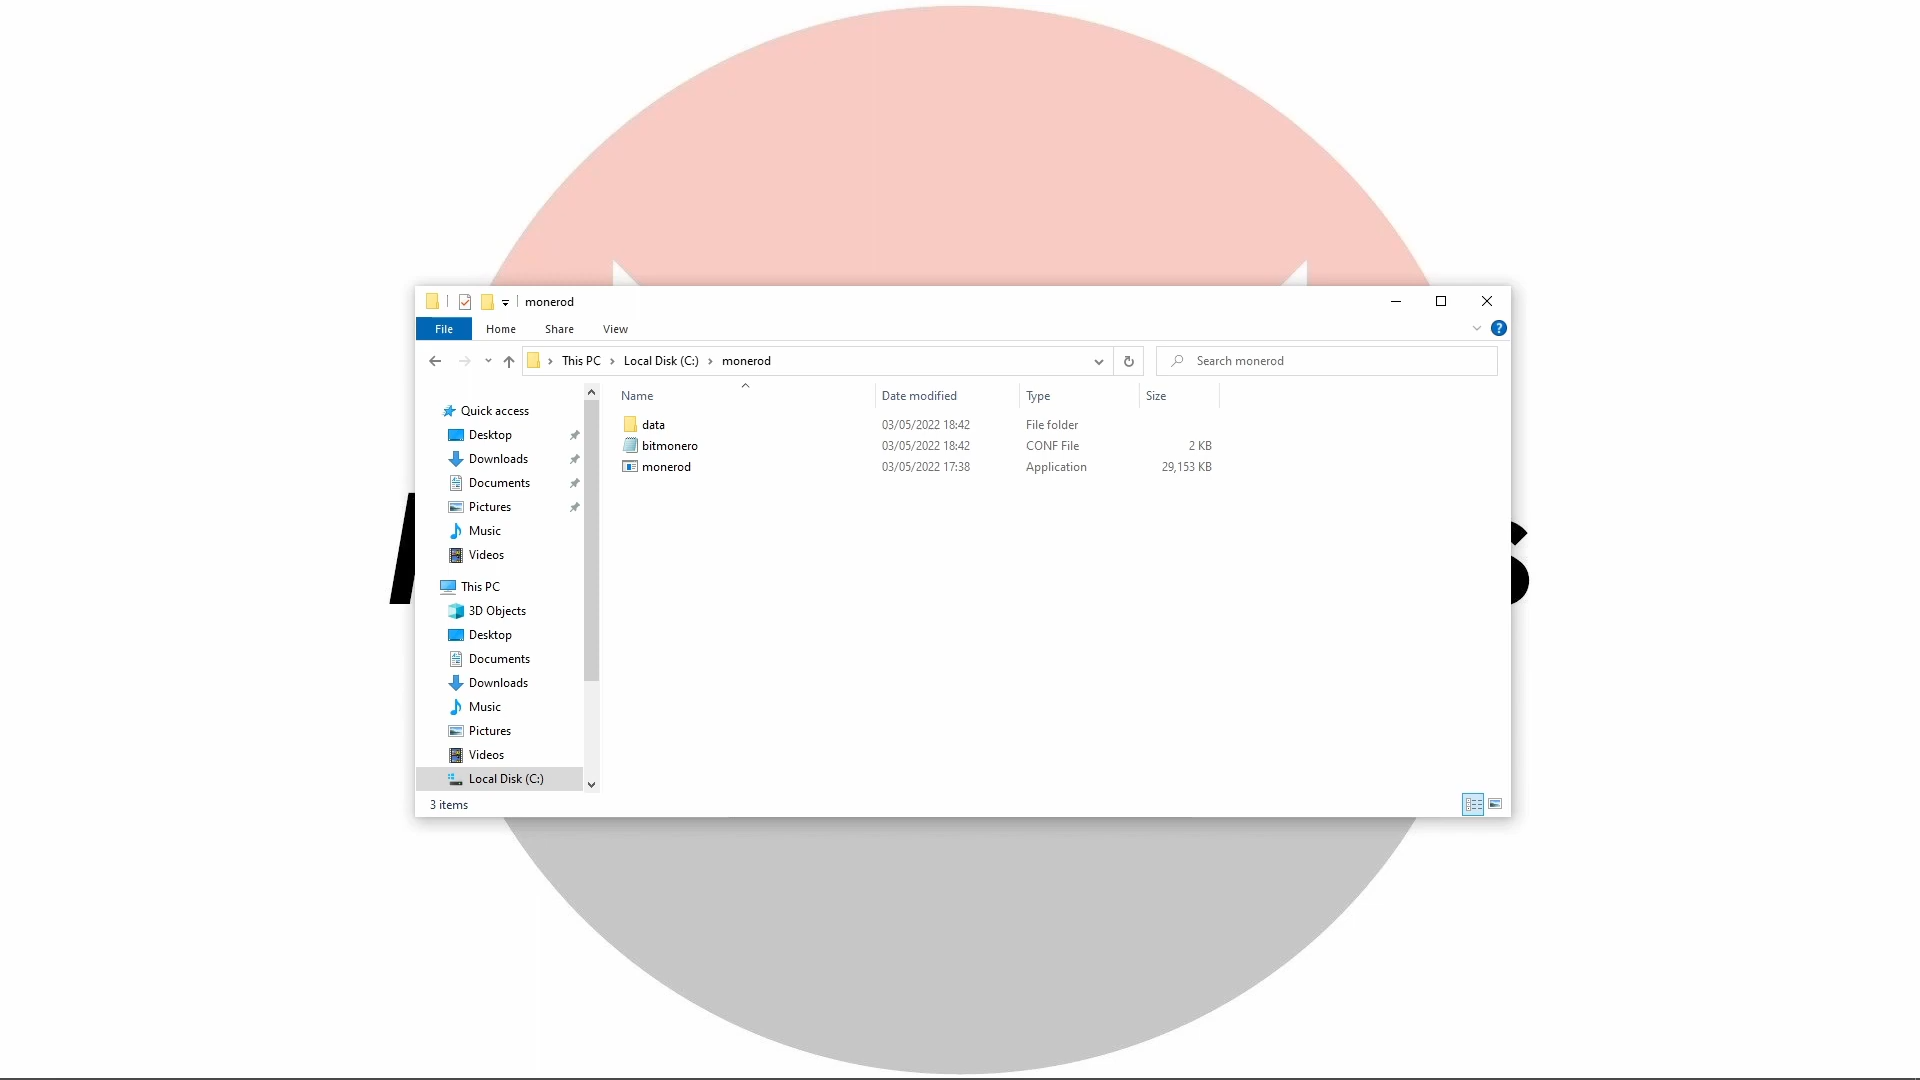 monerod
File Home Share View
This PC Local Disk (C:) monerod Search monerod
Name Date modified Type Size
Quick access
Desktop
Downloads
Documents
Pictures
Music
Videos
This PC
3D Objects
Desktop
Documents
Downloads
Music
Pictures
Videos
Local Disk (C:)
data 03/05/2022 18:42 File folder
bitmonero 03/05/2022 18:42 CONF File 2 KB
monerod 03/05/2022 17:38 Application 29,153 KB
3 items